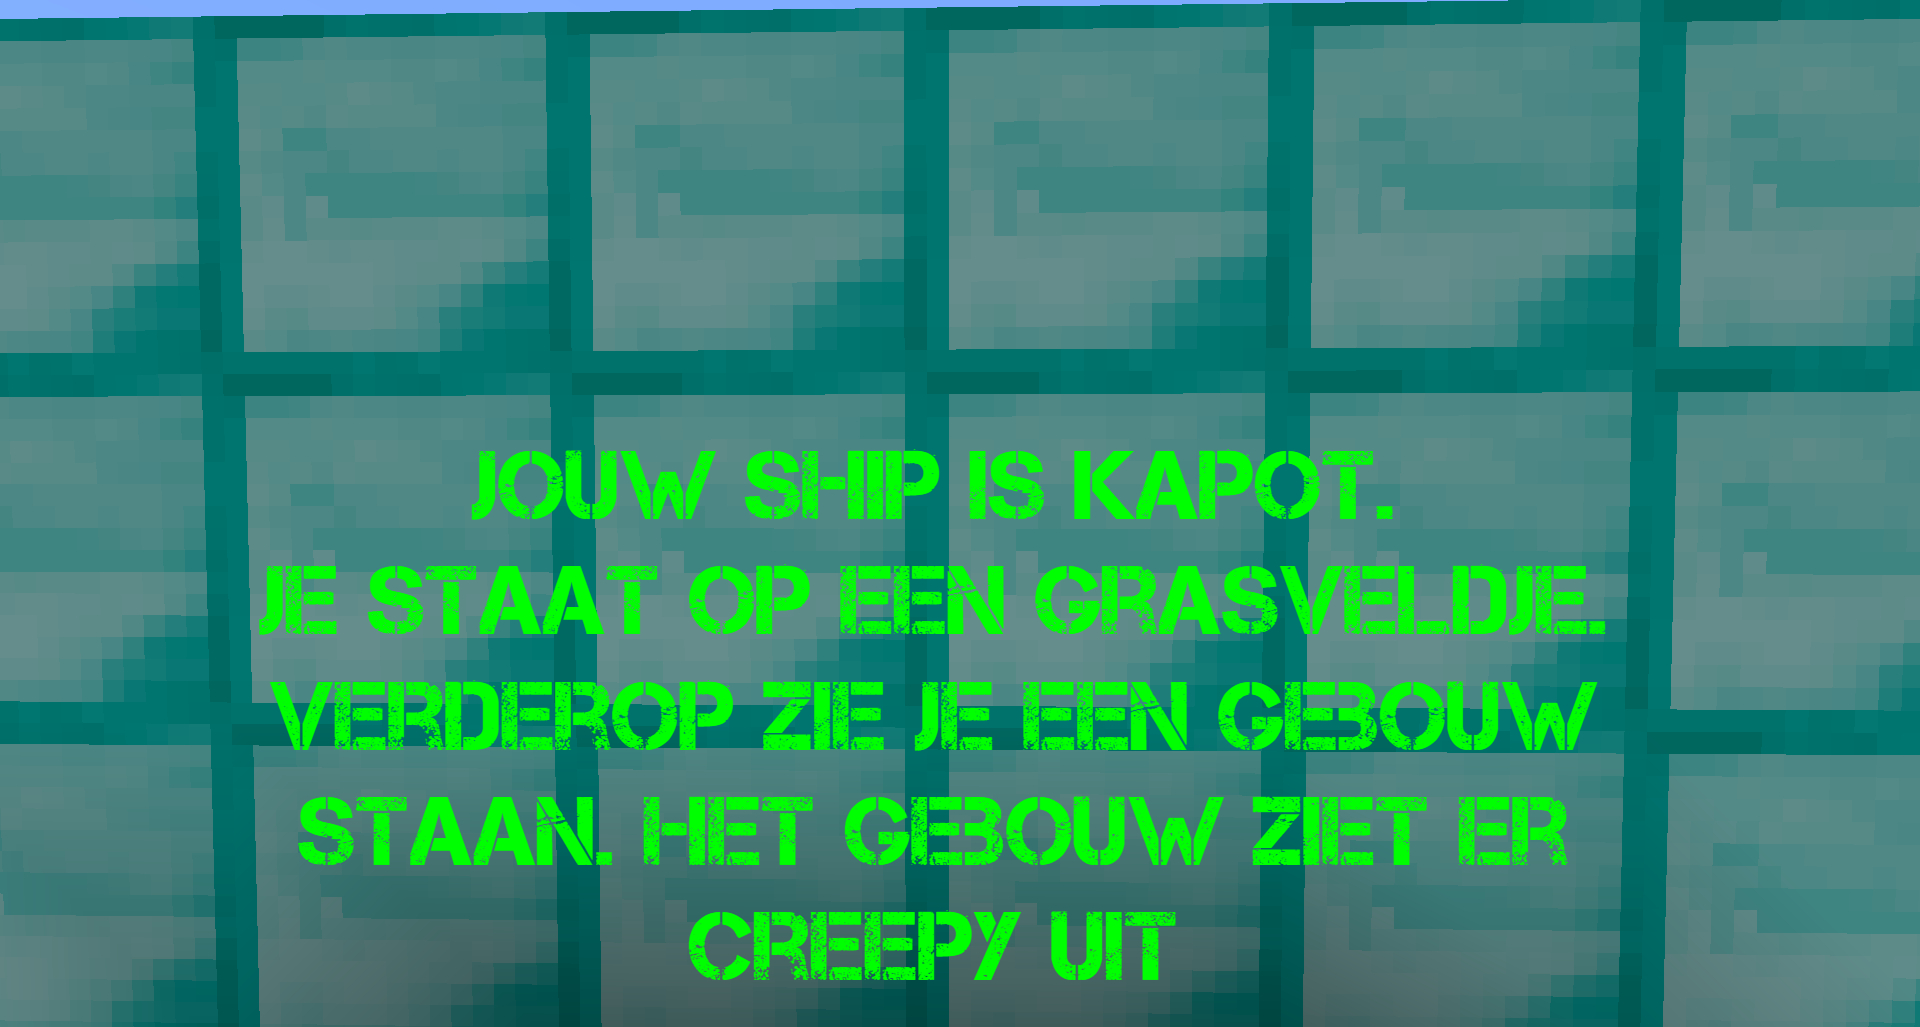 JOUW SHIP IS KAPOT.
JE STAAT OP EEN GRASVELDJE.
VERDEROP ZIE JE EEN GEBOUW
STAAN. HET GEBOUW ZIET ER
CREEPY UIT